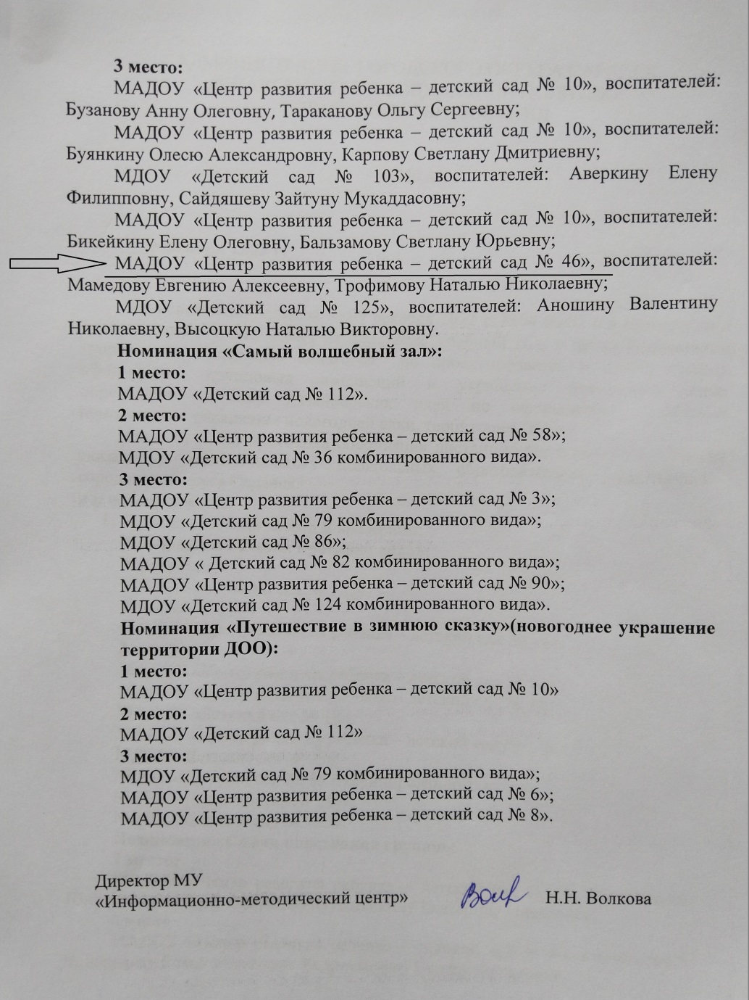 3 место:
МАДОУ «Центр развития ребенка – детский сад № 10», воспитателей:
Бузанову Анну Олеговну, Тараканову Ольгу Сергеевну;
МАДОУ «Центр развития ребенка – детский сад № 10», воспитателей:
Буянкину Олесю Александровну, Карпову Светлану Дмитриевну;
МДОУ «Детский сад № 103», воспитателей: Аверкину Елену
Филипповну, Сайдяшеву Зайтуну Мукаддасовну;
МАДОУ «Центр развития ребенка – детский сад № 10», воспитателей:
Бикейкину Елену Олеговну, Бальзамову Светлану Юрьевну;
МАДОУ «Центр развития ребенка – детский сад № 46», воспитателей:
Мамедову Евгению Алексеевну, Трофимову Наталью Николаевну;
МДОУ «Детский сад № 125», воспитателей: Аношину Валентину
Николаевну, Высоцкую Наталью Викторовну.
Номинация «Самый волшебный зал»:
1 место:
МАДОУ «Детский сад № 112».
2 место:
МАДОУ «Центр развития ребенка – детский сад № 58»;
МДОУ «Детский сад № 36 комбинированного вида».
3 место:
МАДОУ «Центр развития ребенка – детский сад № 3»;
МДОУ «Детский сад № 79 комбинированного вида»;
МДОУ «Детский сад № 86»;
МАДОУ « Детский сад № 82 комбинированного вида»;
МАДОУ «Центр развития ребенка – детский сад № 90»;
МДОУ «Детский сад № 124 комбинированного вида».
Номинация «Путешествие в зимнюю сказку»(новогоднее украшение
территории ДОО):
1 место:
МАДОУ «Центр развития ребенка – детский сад № 10»
2 место:
МАДОУ «Детский сад № 112»
3 место:
МДОУ «Детский сад № 79 комбинированного вида»;
МАДОУ «Центр развития ребенка – детский сад № 6»;
МАДОУ «Центр развития ребенка – детский сад № 8».
Директор МУ
«Информационно-методический центр» Н.Н. Волкова